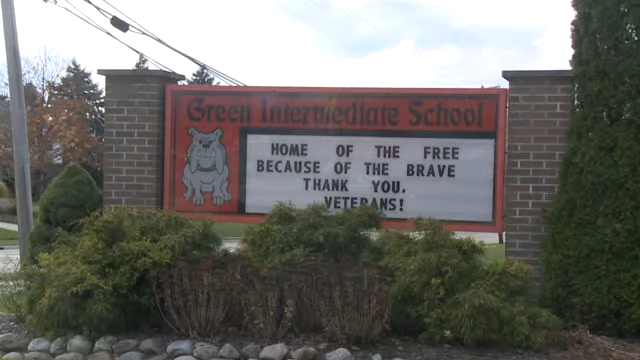 Green Intermediate School
HOME OF THE FREE
BECAUSE OF THE BRAVE
THANK YOU.
VETERANS!